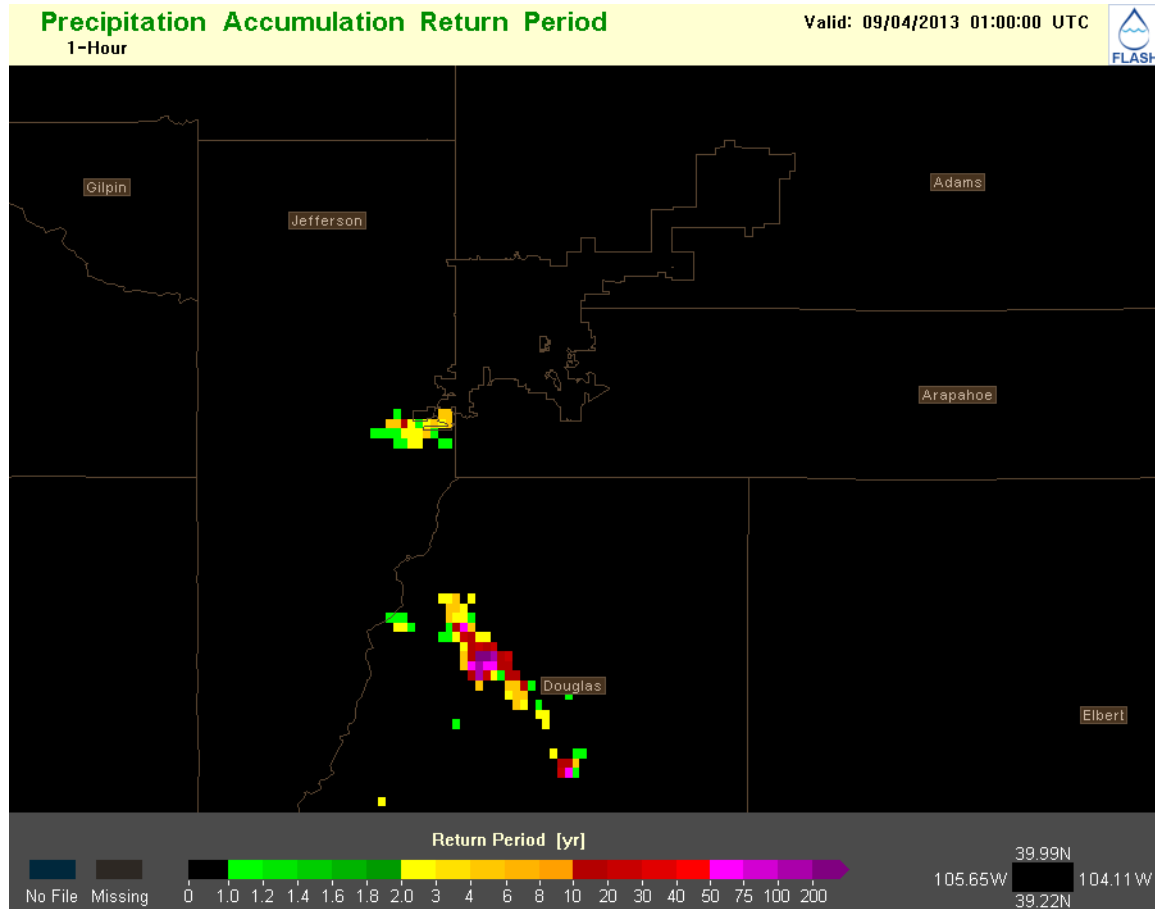 Precipitation Accumulation Return Period
1-Hour
Valid: 09/04/2013 01:00:00 UTC
FLASH
Gilpin
Jefferson
Adams
Arapahoe
Douglas
Elbert
Return Period [yr]
No File Missing 0 1.0 1.2 1.4 1.6 1.8 2.0 3 4 6 8 10 20 30 40 50 75 100 200
39.99N
105.65W 104.11W
39.22N